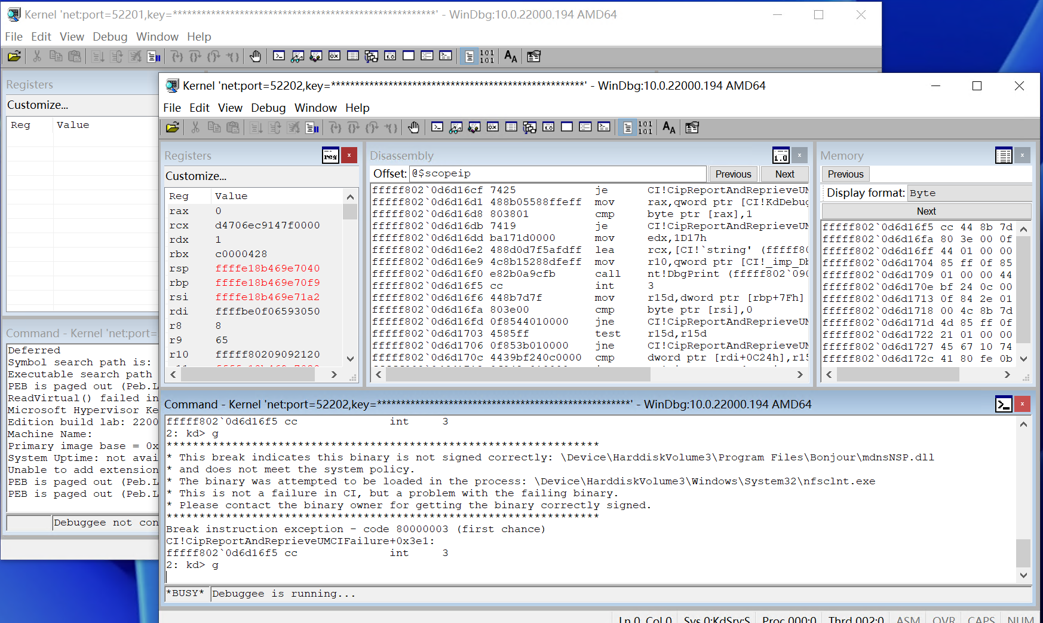 Kernel 'net:port=52201,key=**************************************************' - WinDbg:10.0.22000.194 AMD64
File Edit View Debug Window Help
Registers
Customize...
Reg Value
Command - Kernel 'net:port=
Deferred
Symbol search path is:
Executable search path
PEB is paged out (Peb.L
ReadVirtual() failed in
Microsoft Hypervisor Ke
Edition build lab: 2200
Machine Name:
Primary image base = 0x
System Uptime: not avai
Unable to add extension
PEB is paged out (Peb.L
PEB is paged out (Peb.L
Debuggee not con
Kernel 'net:port=52202,key=**************************************************' - WinDbg:10.0.22000.194 AMD64
File Edit View Debug Window Help
Registers
Customize...
Reg Value
rax 0
rcx d4706ec9147f0000
rdx 1
rbx c0000428
rsp ffffe18b469e7040
rbp ffffe18b469e70f9
rsi ffffe18b469e71a2
rdi ffffbe0f06593050
r8 8
r9 65
r10 fffff80209092120
Disassembly
Offset: @$scopeip Previous Next
fffff802`0d6d16cf 7425 je CI!CipReportAndReprieveUM
fffff802`0d6d16d1 488b05588ffeff mov rax,qword ptr [CI!KdDebug
fffff802`0d6d16d8 803801 cmp byte ptr [rax],1
fffff802`0d6d16db 7419 je CI!CipReportAndReprieveUM
fffff802`0d6d16dd ba171d0000 mov edx,1D17h
fffff802`0d6d16e2 488d0d7f5afdff lea rcx,[CI!`string' (fffff80
fffff802`0d6d16e9 4c8b15288dfeff mov r10,qword ptr [CI!_imp_Db
fffff802`0d6d16f0 e82b0a9cfb call nt!DbgPrint (fffff802`090
fffff802`0d6d16f5 cc int 3
fffff802`0d6d16f6 448b7d7f mov r15d,dword ptr [rbp+7Fh]
fffff802`0d6d16fa 803e00 cmp byte ptr [rsi],0
fffff802`0d6d16fd 0f8544010000 jne CI!CipReportAndReprieveUM
fffff802`0d6d1703 4585ff test r15d,r15d
fffff802`0d6d1706 0f853b010000 jne CI!CipReportAndReprieveUM
fffff802`0d6d170c 4439bf240c0000 cmp dword ptr [rdi+0C24h],r15
Memory
Previous
Display format: Byte
Next
fffff802`0d6d16f5 cc 44 8b 7d
fffff802`0d6d16fa 80 3e 00 0f
fffff802`0d6d16ff 44 01 00 00
fffff802`0d6d1704 85 ff 0f 85
fffff802`0d6d1709 01 00 00 44
fffff802`0d6d170e bf 24 0c 00
fffff802`0d6d1713 0f 84 2e 01
fffff802`0d6d1718 00 4c 8b 7d
fffff802`0d6d171d 4d 85 ff 0f
fffff802`0d6d1722 21 01 00 00
fffff802`0d6d1727 45 67 10 74
fffff802`0d6d172c 41 80 fe 0b
Command - Kernel 'net:port=52202,key=**************************************************' - WinDbg:10.0.22000.194 AMD64
fffff802`0d6d16f5 cc int 3
2: kd> g
******************************************************************
* This break indicates this binary is not signed correctly: \Device\HarddiskVolume3\Program Files\Bonjour\mdnsNSP.dll
* and does not meet the system policy.
* The binary was attempted to be loaded in the process: \Device\HarddiskVolume3\Windows\System32\nfsclnt.exe
* This is not a failure in CI, but a problem with the failing binary.
* Please contact the binary owner for getting the binary correctly signed.
******************************************************************
Break instruction exception - code 80000003 (first chance)
CI!CipReportAndReprieveUMCIFailure+0x3e1:
fffff802`0d6d16f5 cc int 3
2: kd> g
*BUSY* Debuggee is running...
Ln 0, Col 0 Sys 0:KdSrv:S Proc 000:0 Thrd 002:0 ASM OVR CAPS NUM